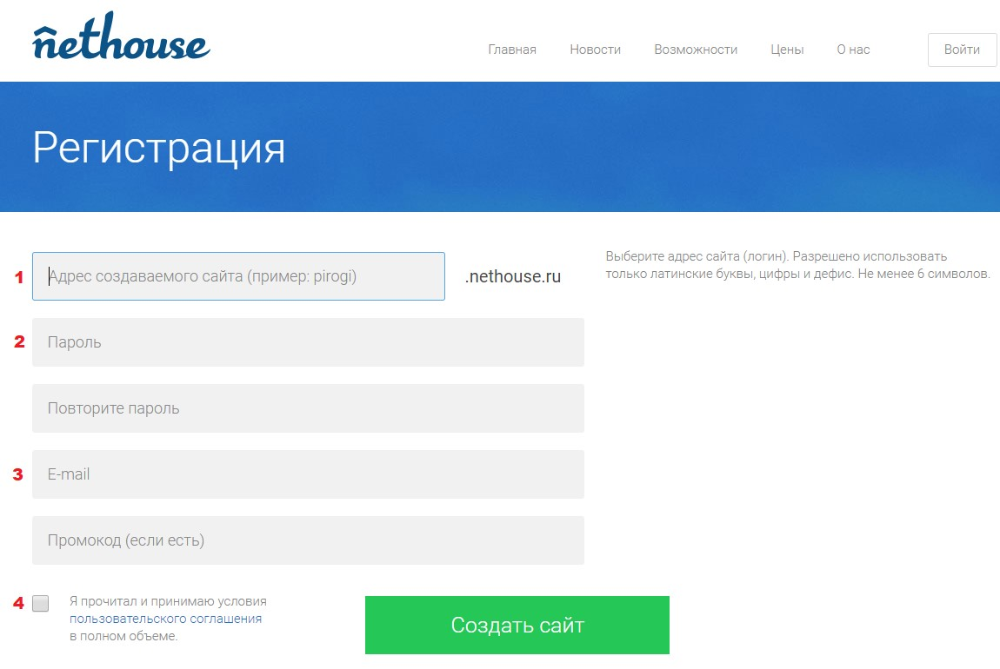 n̂ethouse
Главная Новости Возможности Цены О нас Войти
Регистрация
1 Адрес создаваемого сайта (пример: pirogi) .nethouse.ru
Выберите адрес сайта (логин). Разрешено использовать
только латинские буквы, цифры и дефис. Не менее 6 символов.
2 Пароль
Повторите пароль
3 E-mail
Промокод (если есть)
4 Я прочитал и принимаю условия
пользовательского соглашения
в полном объеме.
Создать сайт